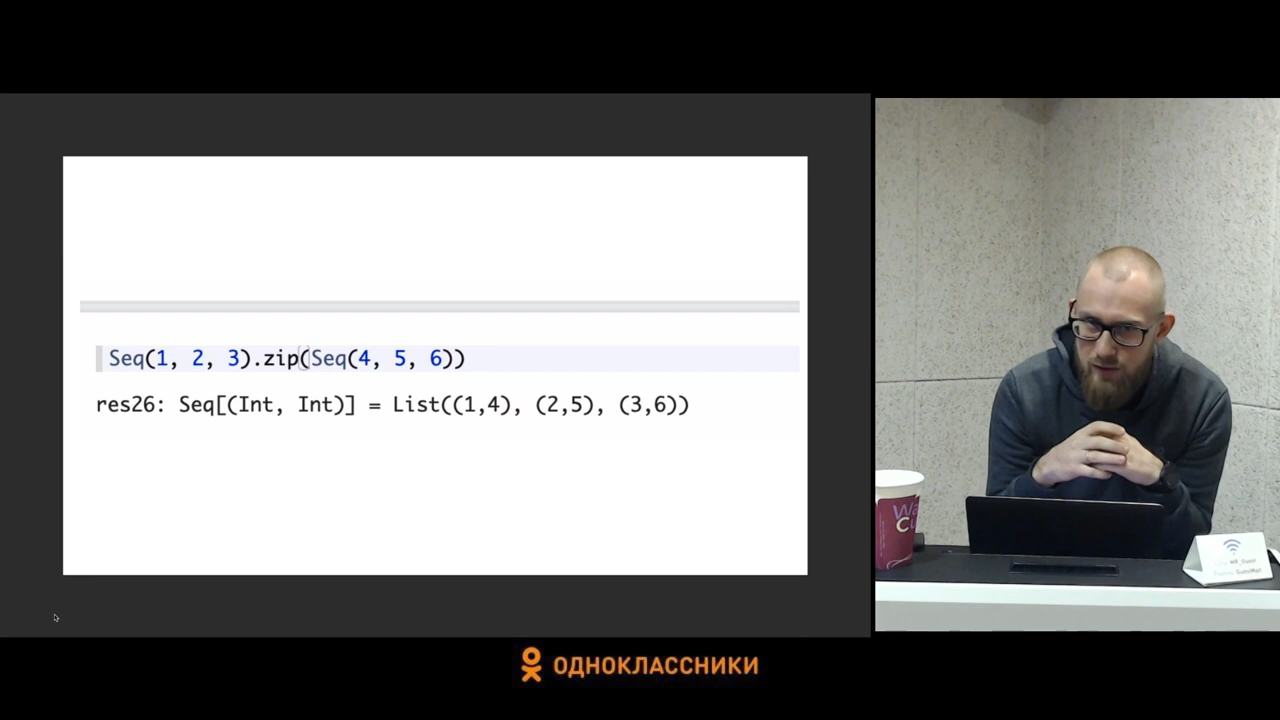 Seq(1, 2, 3).zip(Seq(4, 5, 6))
res26: Seq[(Int, Int)] = List((1,4), (2,5), (3,6))
ОДНОКЛАССНИКИ